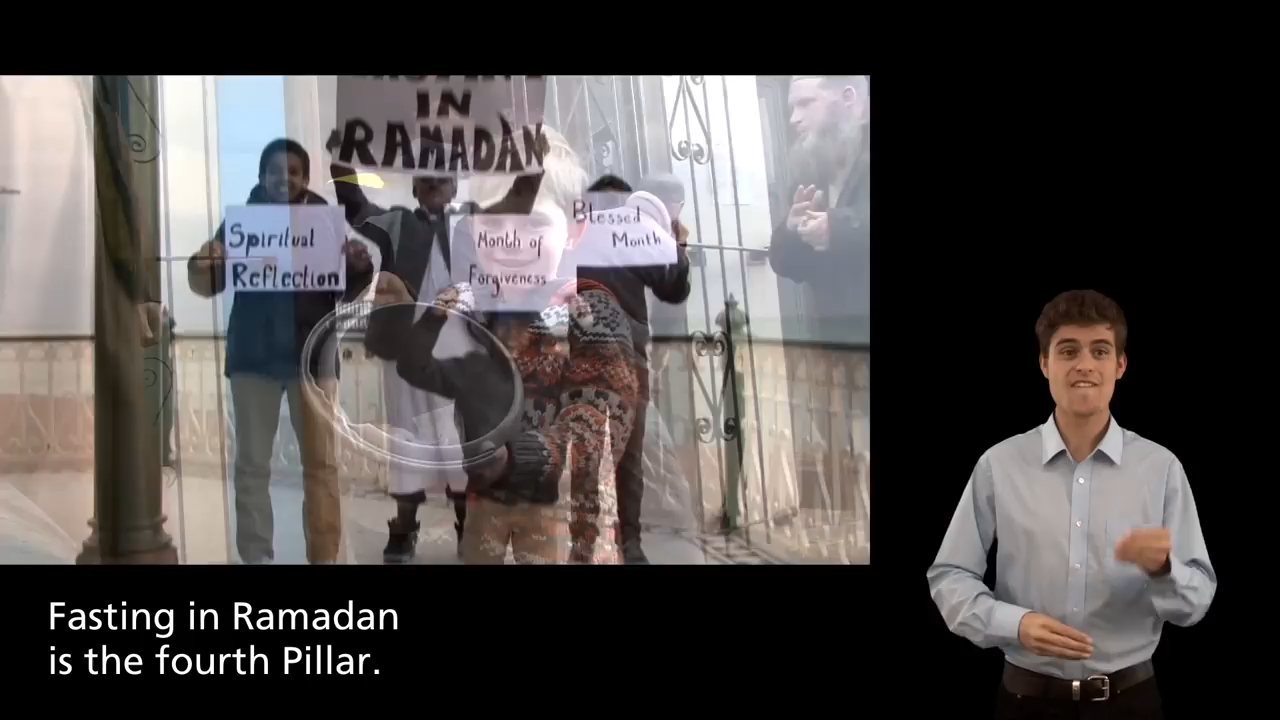 IN
RAMADAN
Spiritual
Reflection
Month of
Forgiveness
Blessed
Month
Fasting in Ramadan
is the fourth Pillar.